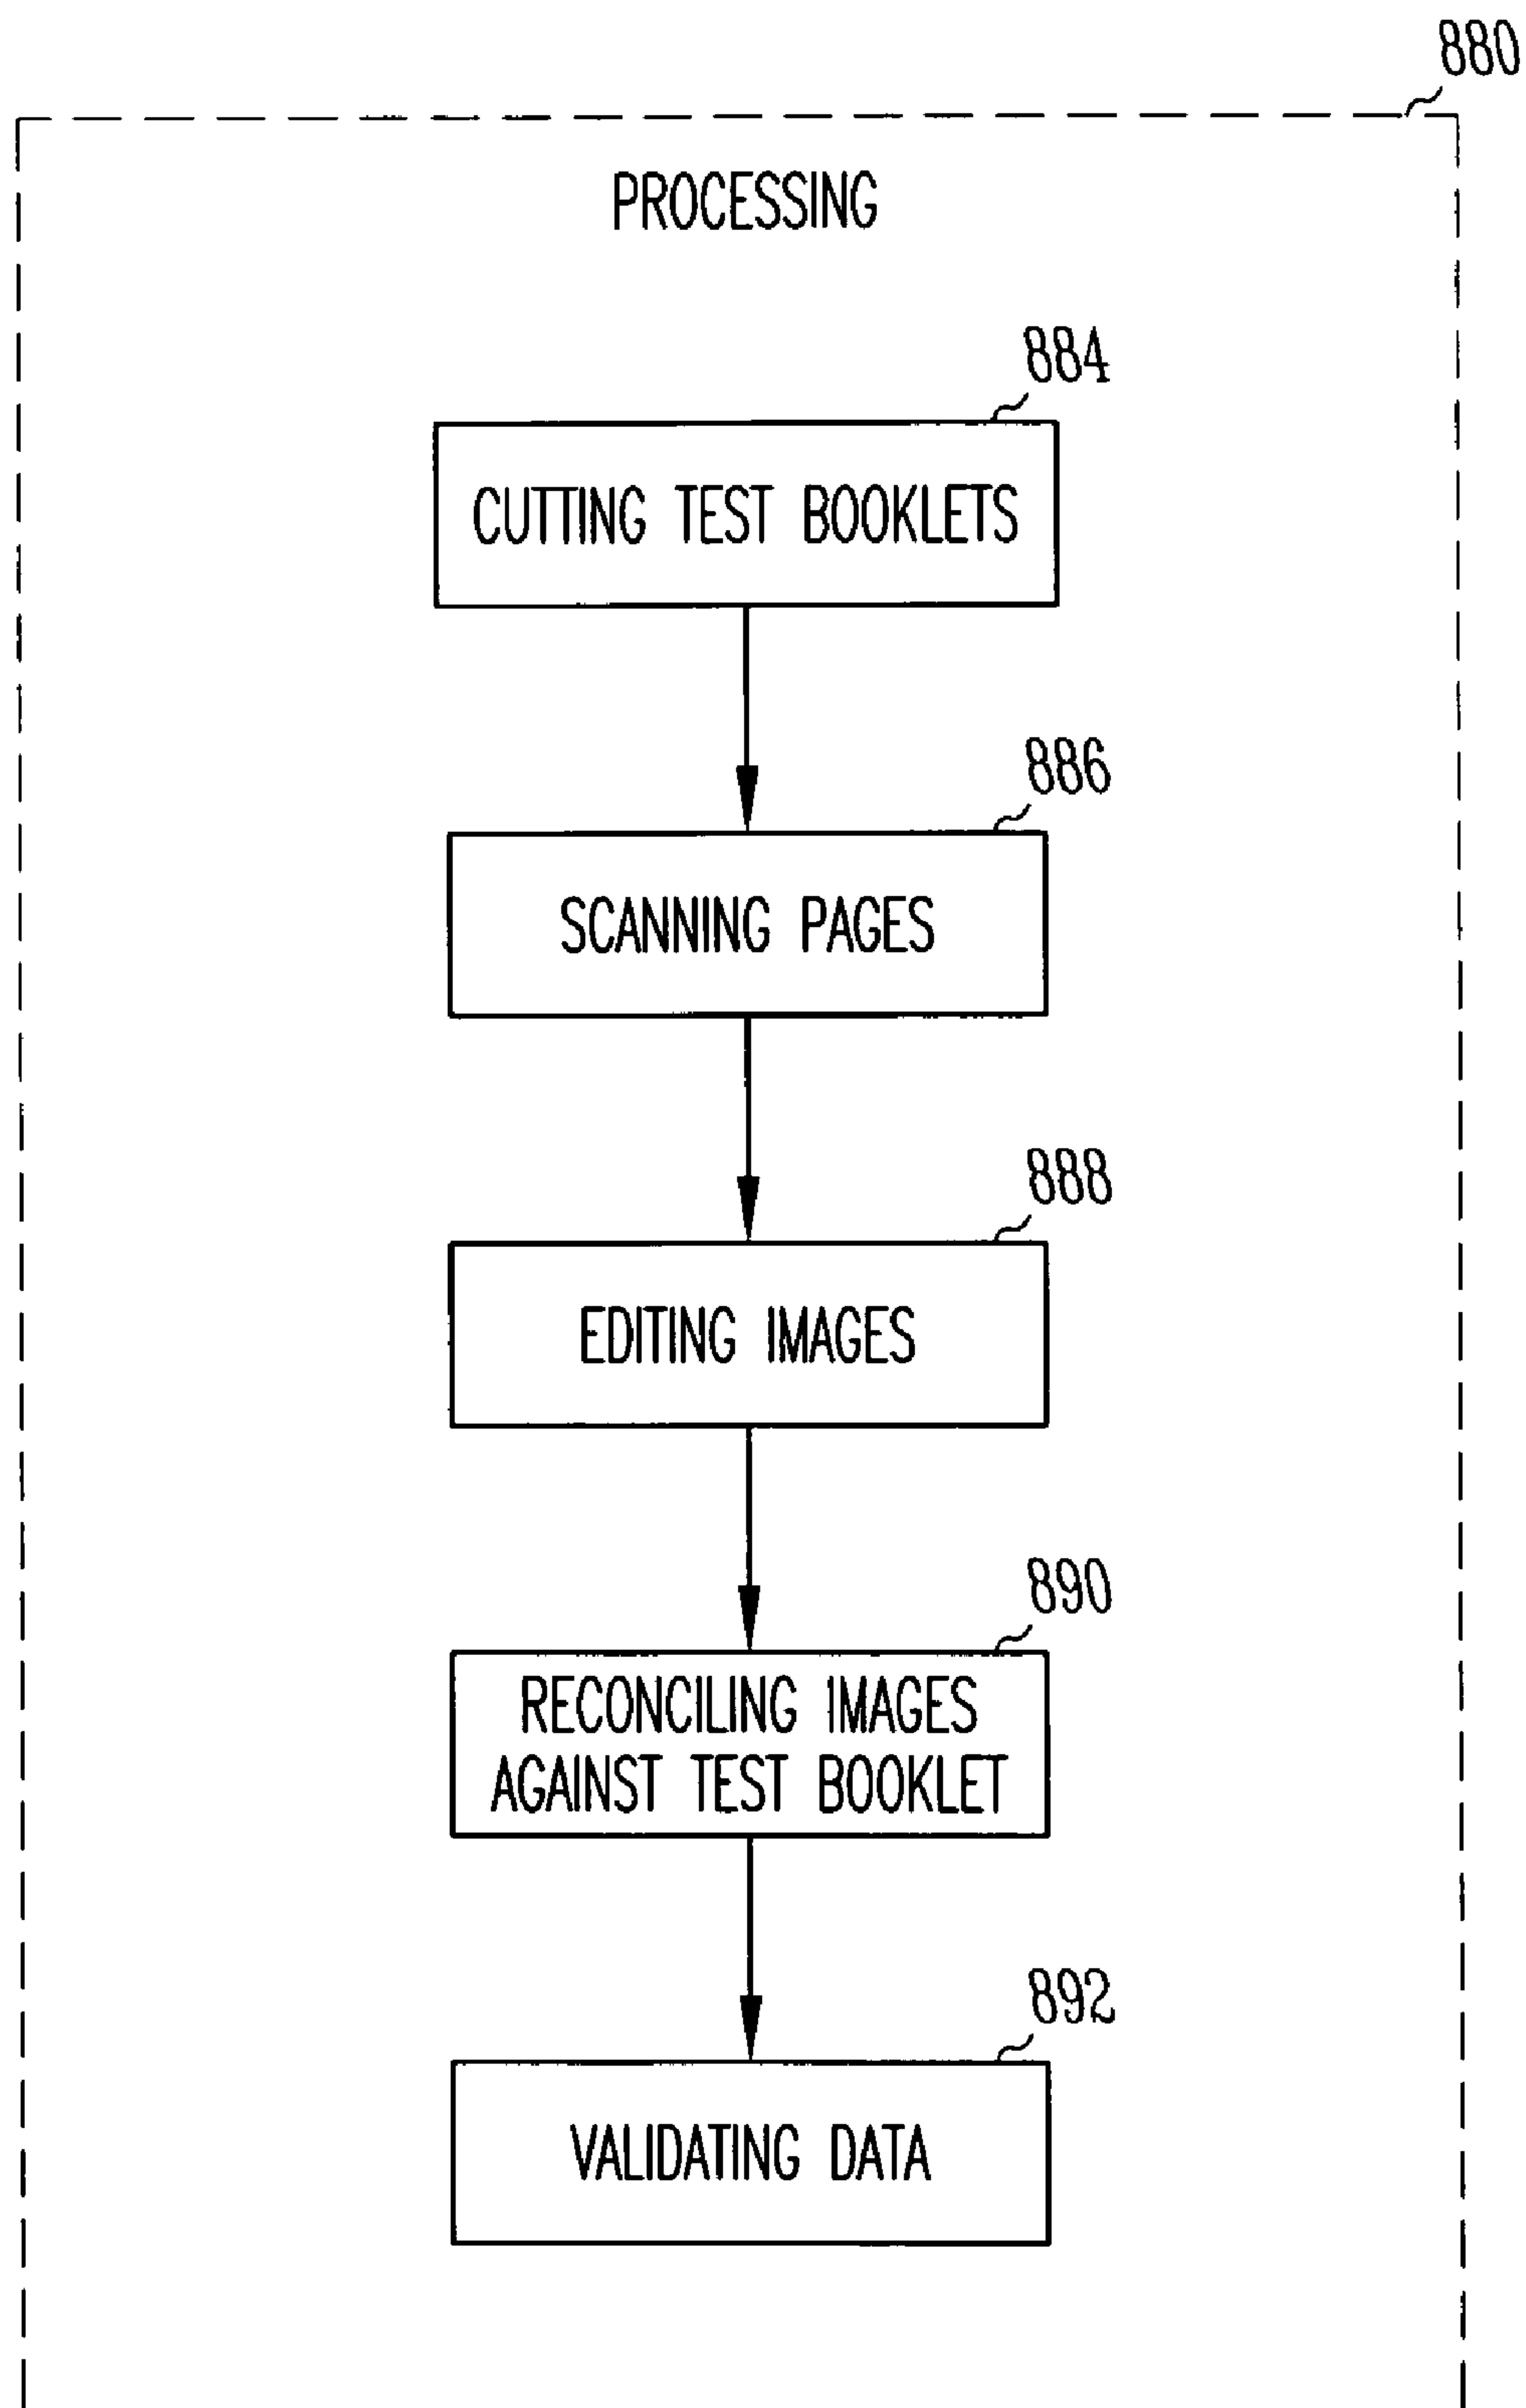 880
PROCESSING
884
CUTTING TEST BOOKLETS
886
SCANNING PAGES
888
EDITING IMAGES
890
RECONCILING IMAGES
AGAINST TEST BOOKLET
892
VALIDATING DATA